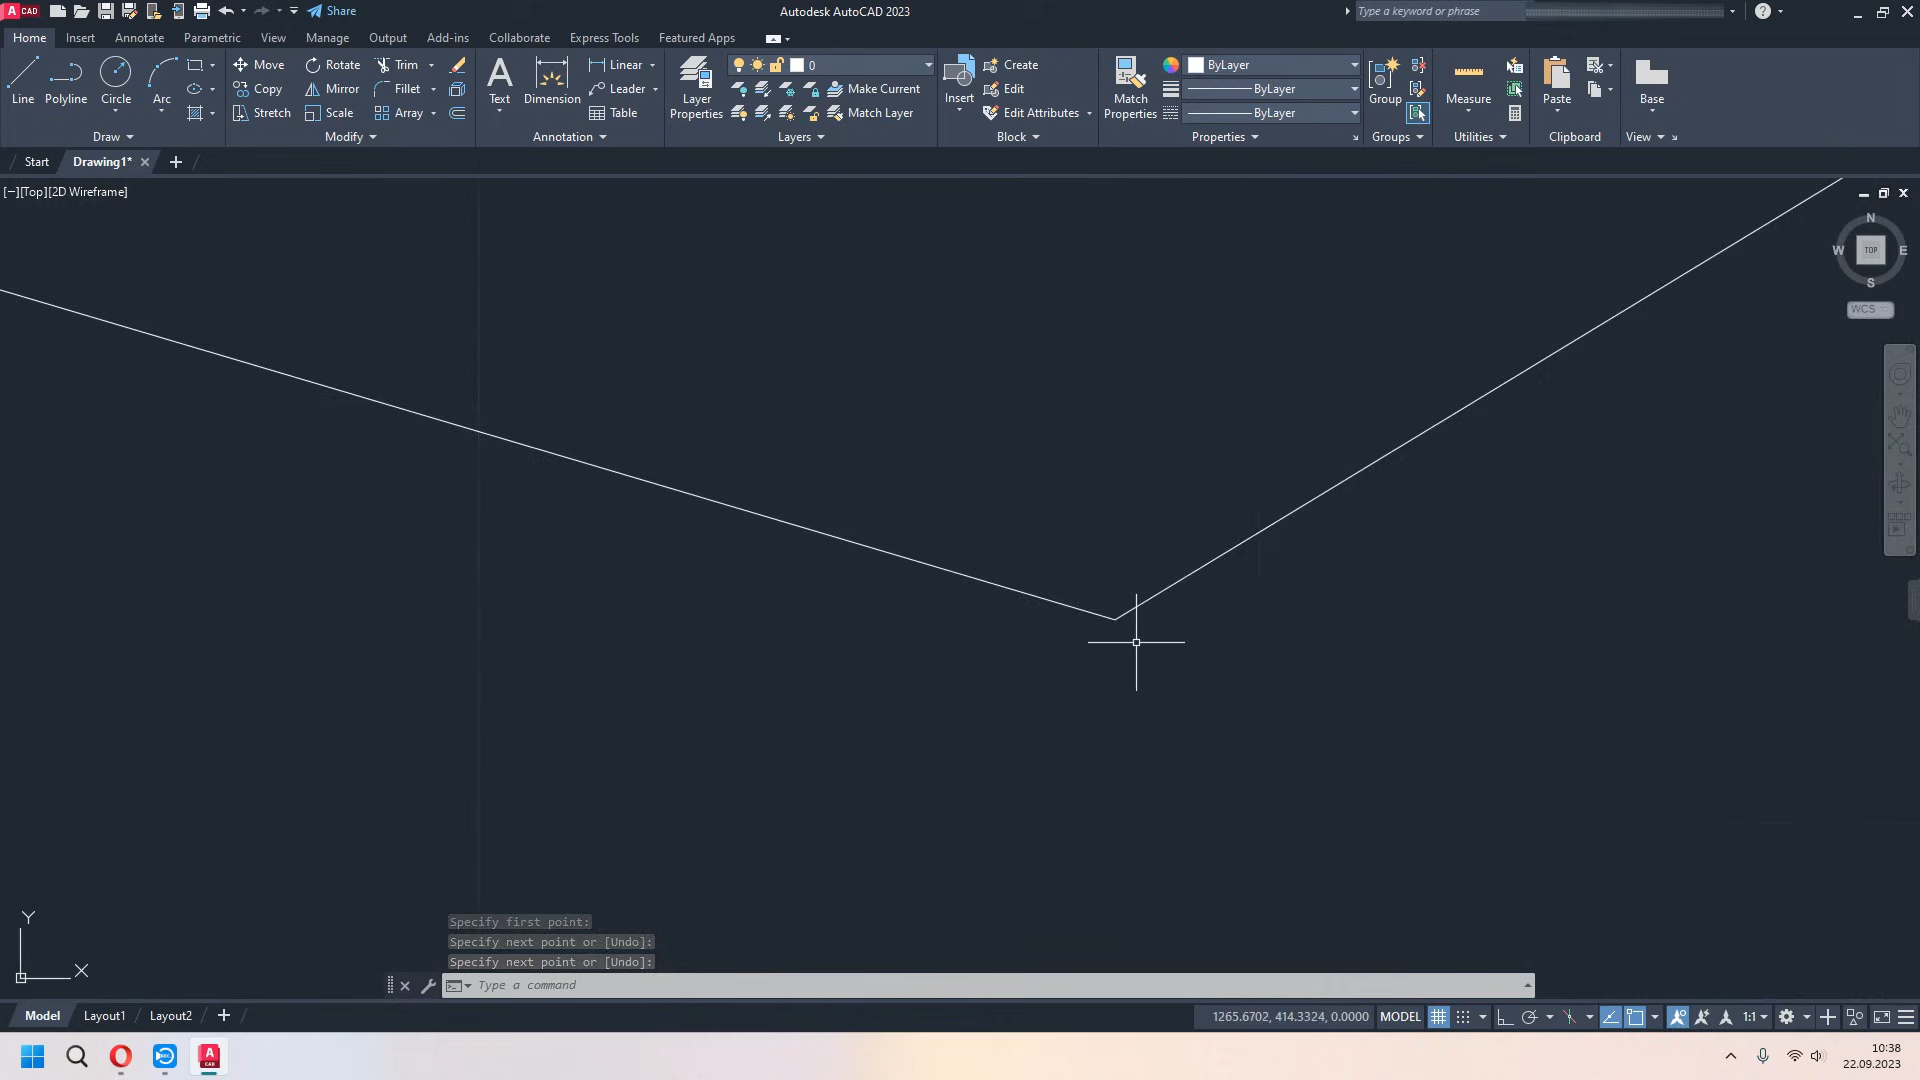 A CAD
Share
Autodesk AutoCAD 2023
Type a keyword or phrase
Home Insert Annotate Parametric View Manage Output Add-ins Collaborate Express Tools Featured Apps
Line
Polyline
Circle
Arc
Draw
Move
Rotate
Trim
Copy
Mirror
Fillet
Stretch
Scale
Array
Modify
Text
Dimension
Linear
Leader
Table
Annotation
Layer
Properties
0
Make Current
Match Layer
Layers
Insert
Create
Edit
Edit Attributes
Block
Match
Properties
ByLayer
ByLayer
ByLayer
Properties
Group
Groups
Measure
Utilities
Paste
Clipboard
Base
View
Start
Drawing1*
[−][Top][2D Wireframe]
N
W TOP E
S
WCS
Y
X
Specify first point:
Specify next point or [Undo]:
Specify next point or [Undo]:
Type a command
Model Layout1 Layout2
1265.6702, 414.3324, 0.0000 MODEL
1:1
REC
A CAD
10:38
22.09.2023